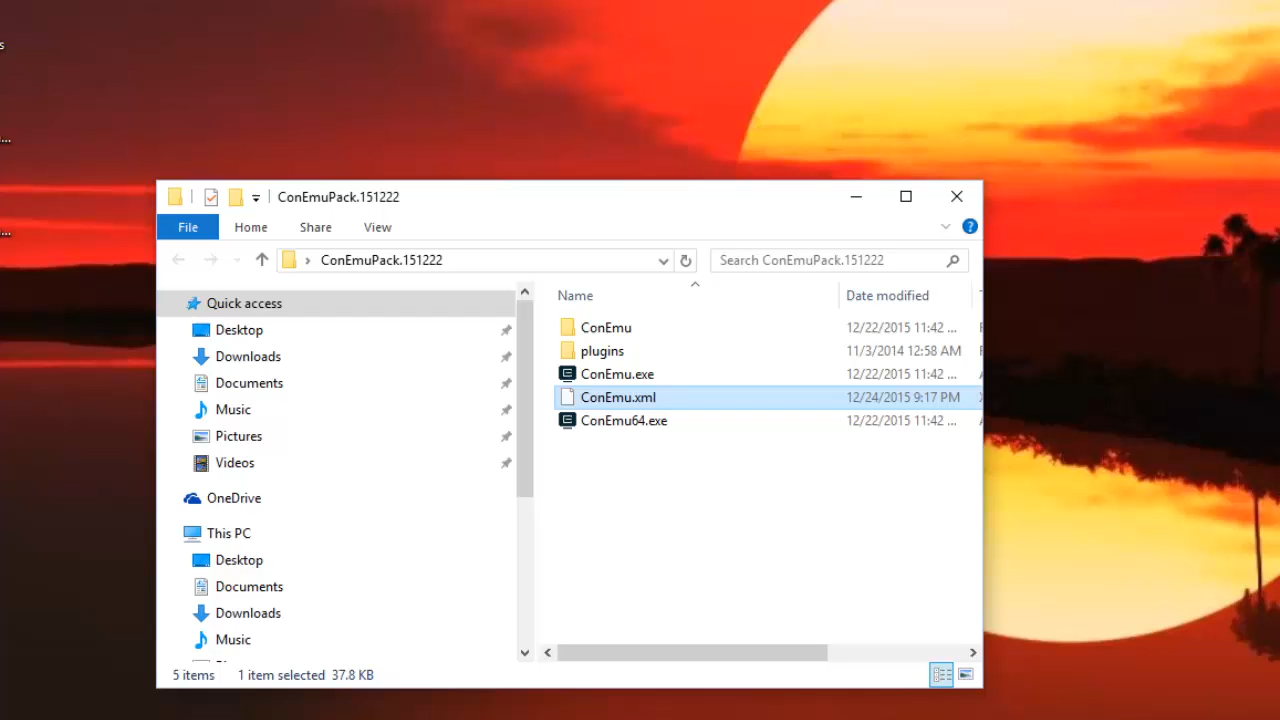 s
...
...
ConEmuPack.151222
File Home Share View
ConEmuPack.151222
Search ConEmuPack.151222
Name Date modified
Quick access
Desktop
Downloads
Documents
Music
Pictures
Videos
OneDrive
This PC
Desktop
Documents
Downloads
Music
ConEmu 12/22/2015 11:42 ...
plugins 11/3/2014 12:58 AM
ConEmu.exe 12/22/2015 11:42 ...
ConEmu.xml 12/24/2015 9:17 PM
ConEmu64.exe 12/22/2015 11:42 ...
5 items 1 item selected 37.8 KB